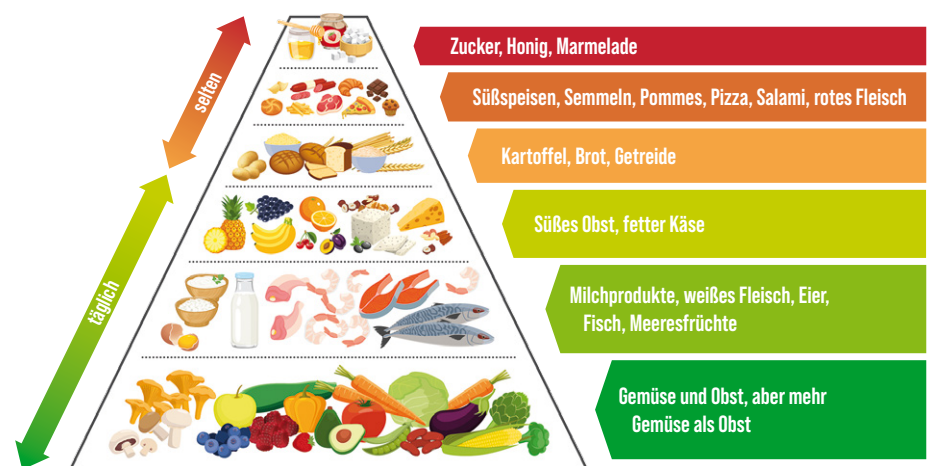 selten
täglich
Zucker, Honig, Marmelade
Süßspeisen, Semmeln, Pommes, Pizza, Salami, rotes Fleisch
Kartoffel, Brot, Getreide
Süßes Obst, fetter Käse
Milchprodukte, weißes Fleisch, Eier,
Fisch, Meeresfrüchte
Gemüse und Obst, aber mehr
Gemüse als Obst